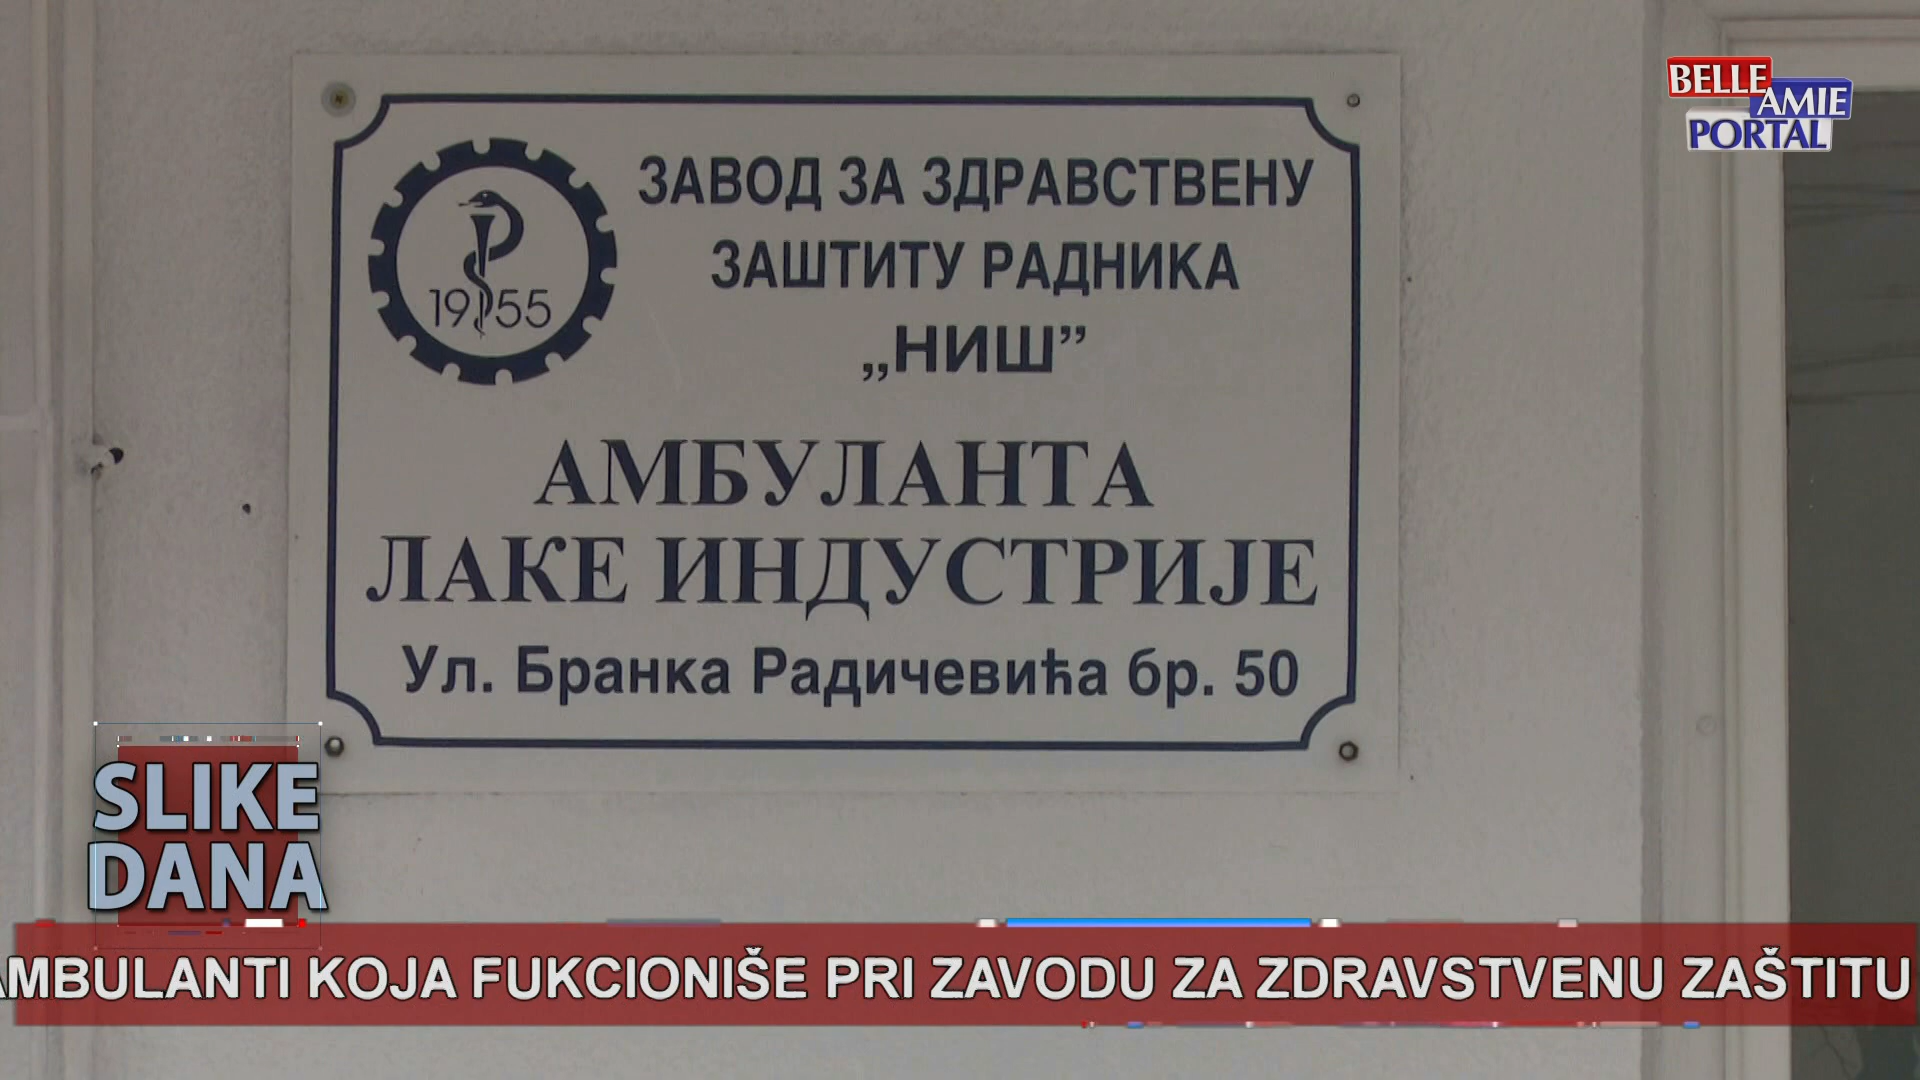 BELLE
AMIE
PORTAL
ЗАВОД ЗА ЗДРАВСТВЕНУ
ЗАШТИТУ РАДНИКА
„НИШ”
1955
АМБУЛАНТА
ЛАКЕ ИНДУСТРИЈЕ
Ул. Бранка Радичевића бр. 50
SLIKE
DANA
AMBULANTI KOJA FUKCIONIŠE PRI ZAVODU ZA ZDRAVSTVENU ZAŠTITU